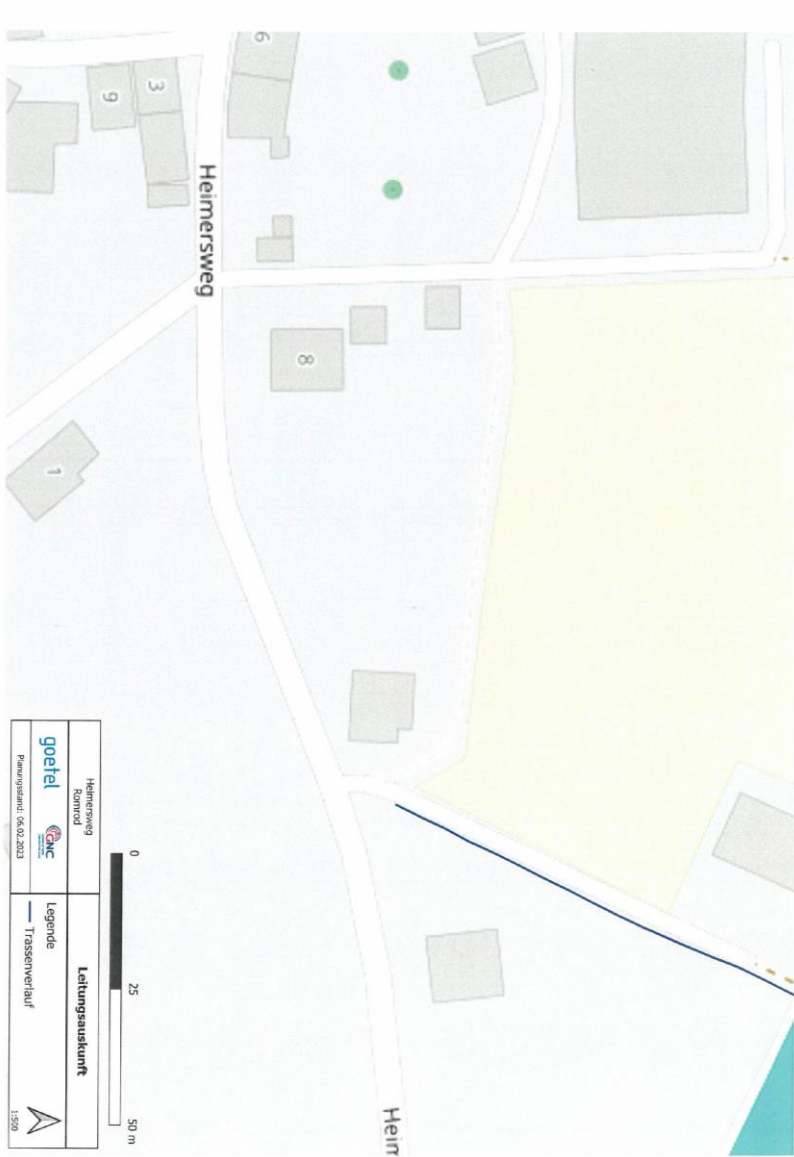 6
3
9
Heimersweg
8
1
Heim
0
25
50 m
Heimersweg
Romrod
Leitungsauskunft
goetel
GNC
Planungsstand: 06.02.2023
Legende
Trassenverlauf
1:500